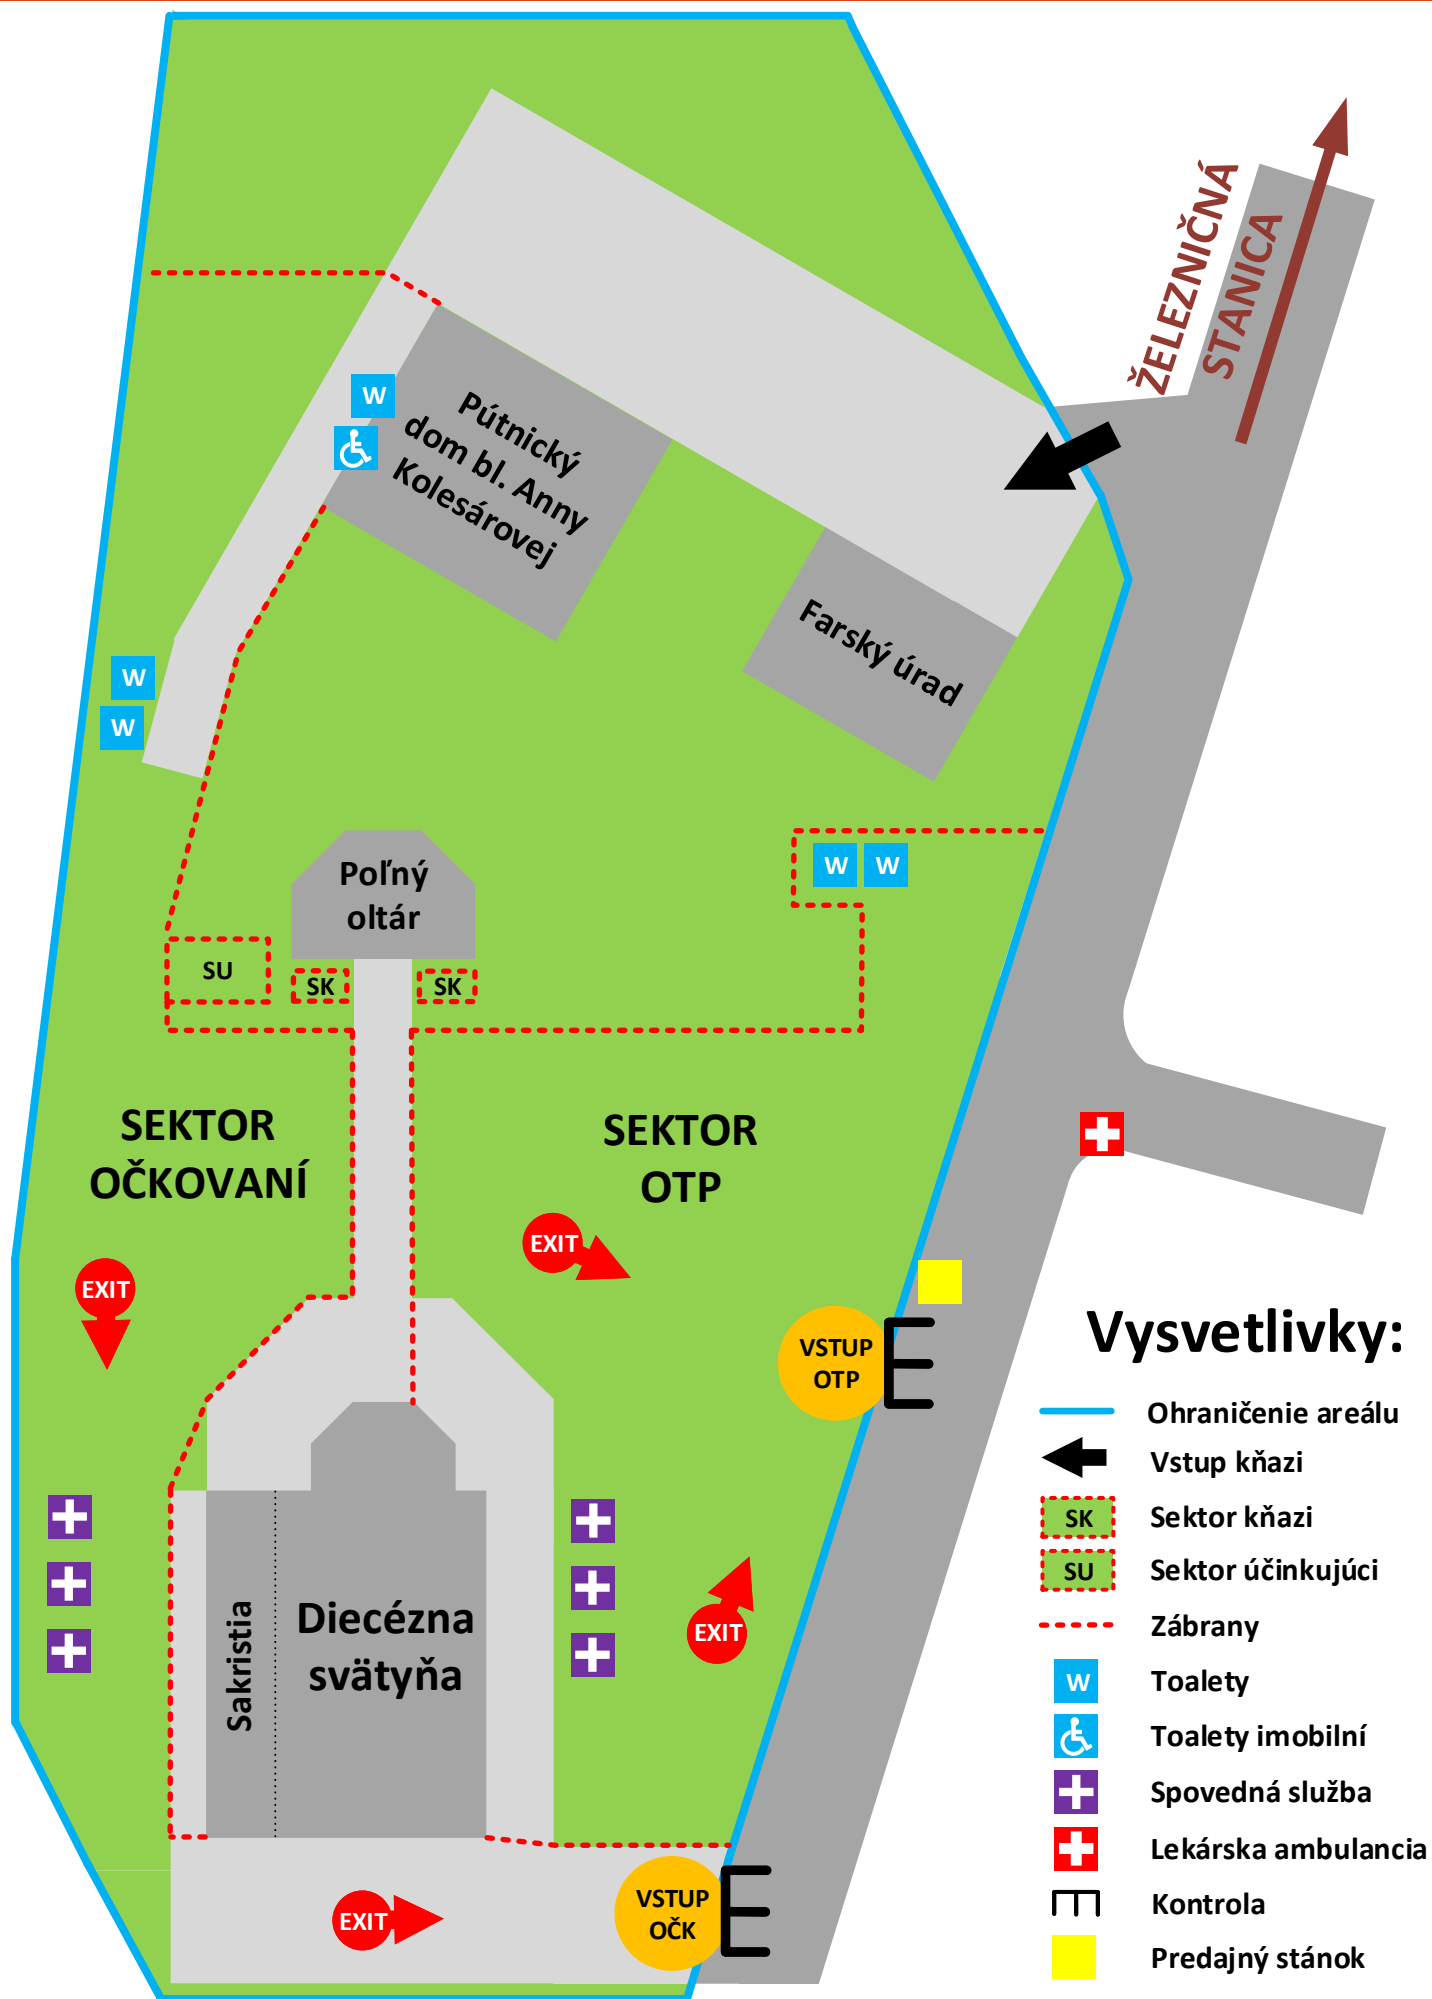 ŽELEZNIČNÁ
STANICA
W
Pútnický
dom bl. Anny
Kolesárovej
Farský úrad
W
W
Poľný
oltár
W W
SU
SK
SK
SEKTOR
OČKOVANÍ
SEKTOR
OTP
EXIT
EXIT
VSTUP
OTP
Sakristia
Diecézna
svätyňa
EXIT
VSTUP
OČK
EXIT
Vysvetlivky:
Ohraničenie areálu
Vstup kňazi
SK Sektor kňazi
SU Sektor účinkujúci
Zábrany
W Toalety
Toalety imobilní
Spovedná služba
Lekárska ambulancia
Kontrola
Predajný stánok